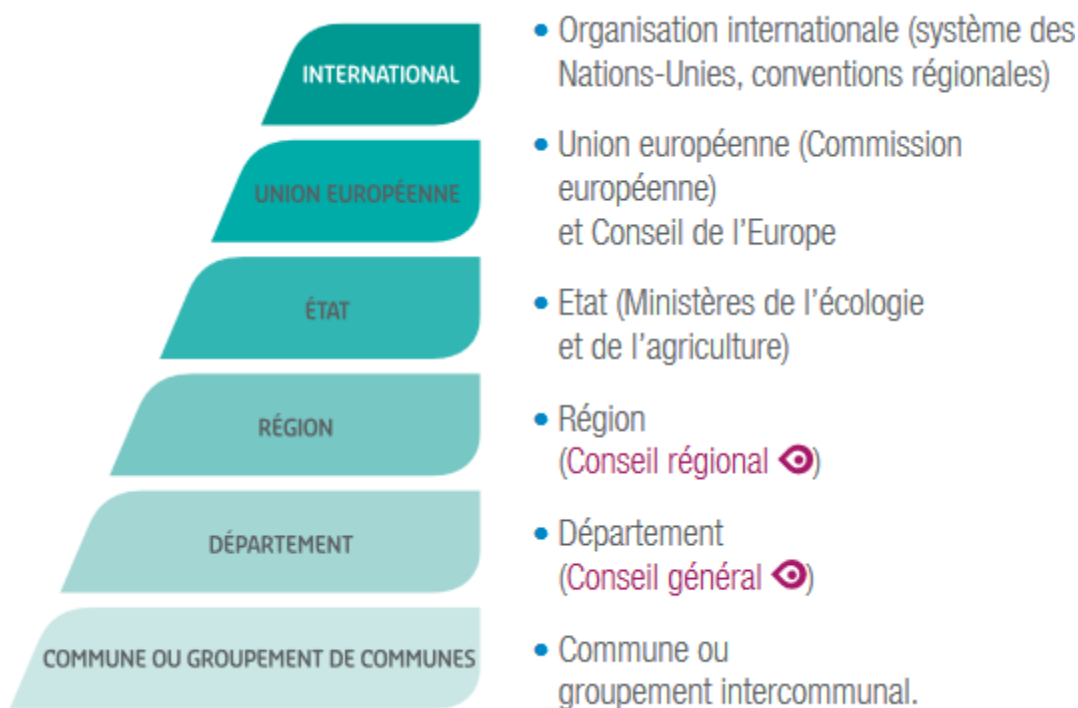 INTERNATIONAL
• Organisation internationale (système des
Nations-Unies, conventions régionales)
UNION EUROPÉENNE
• Union européenne (Commission
européenne)
et Conseil de l’Europe
ÉTAT
• Etat (Ministères de l’écologie
et de l’agriculture)
RÉGION
• Région
(Conseil régional)
DÉPARTEMENT
• Département
(Conseil général)
COMMUNE OU GROUPEMENT DE COMMUNES
• Commune ou
groupement intercommunal.